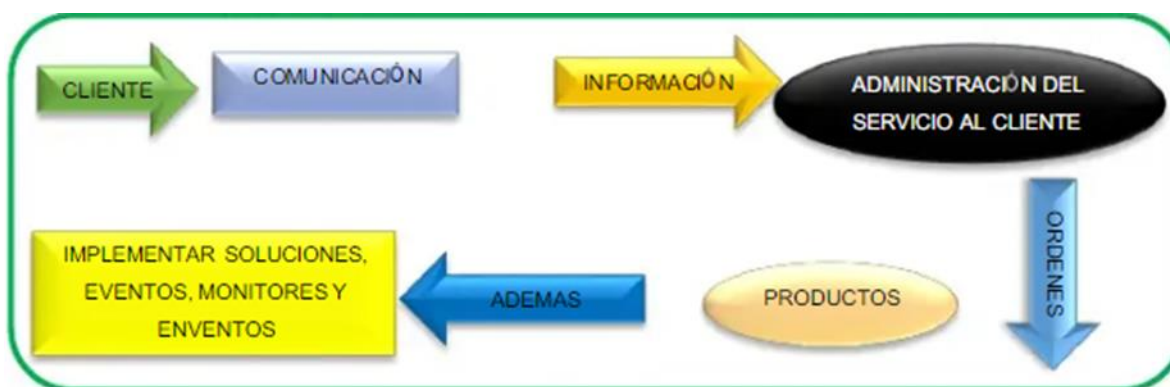 CLIENTE
COMUNICACIÓN
INFORMACIÓN
ADMINISTRACIÓN DEL
SERVICIO AL CLIENTE
ORDENES
PRODUCTOS
ADEMAS
IMPLEMENTAR SOLUCIONES,
EVENTOS, MONITORES Y
ENVENTOS